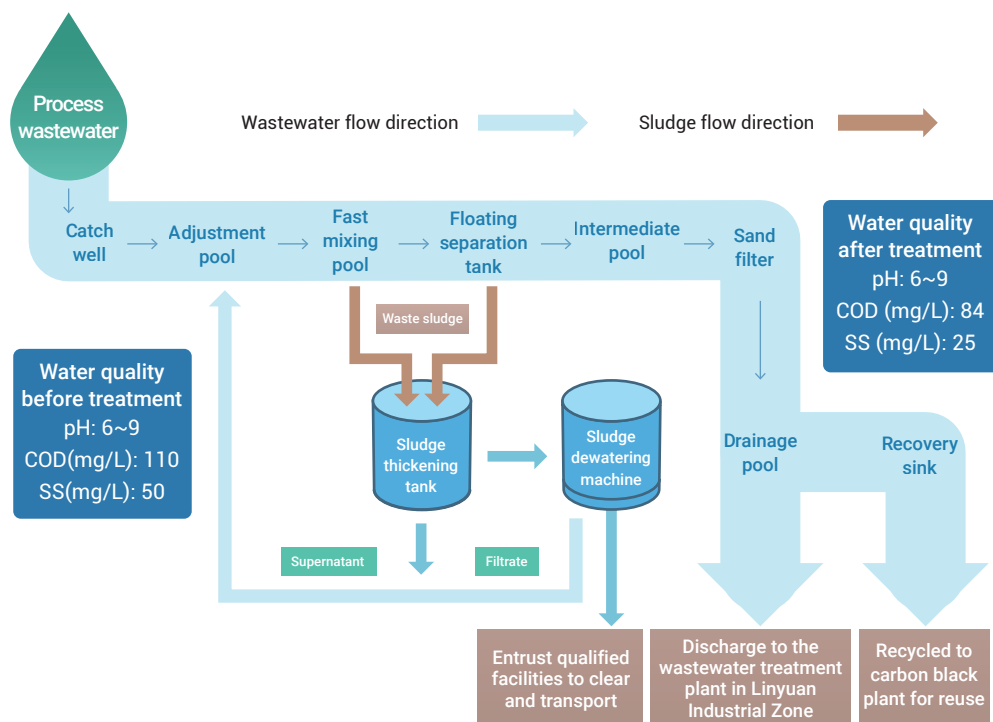 Process
wastewater
Wastewater flow direction
Sludge flow direction
Catch
well
Adjustment
pool
Fast
mixing
pool
Floating
separation
tank
Intermediate
pool
Sand
filter
Water quality
after treatment
pH: 6~9
COD (mg/L): 84
SS (mg/L): 25
Waste sludge
Water quality
before treatment
pH: 6~9
COD(mg/L): 110
SS(mg/L): 50
Sludge
thickening
tank
Sludge
dewatering
machine
Drainage
pool
Recovery
sink
Supernatant
Filtrate
Entrust qualified
facilities to clear
and transport
Discharge to the
wastewater treatment
plant in Linyuan
Industrial Zone
Recycled to
carbon black
plant for reuse